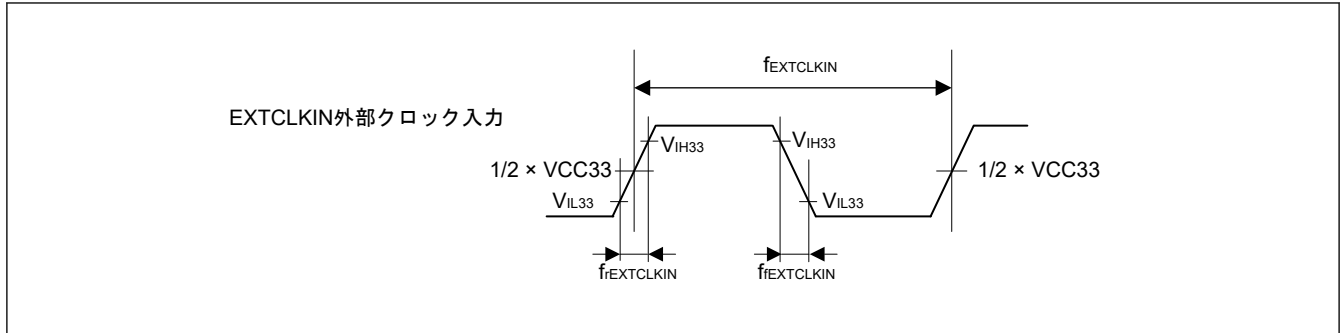 fEXTCLKIN
EXTCLKIN外部クロック入力
VIH33
VIH33
1/2 × VCC33
1/2 × VCC33
VIL33
VIL33
frEXTCLKIN
ffEXTCLKIN